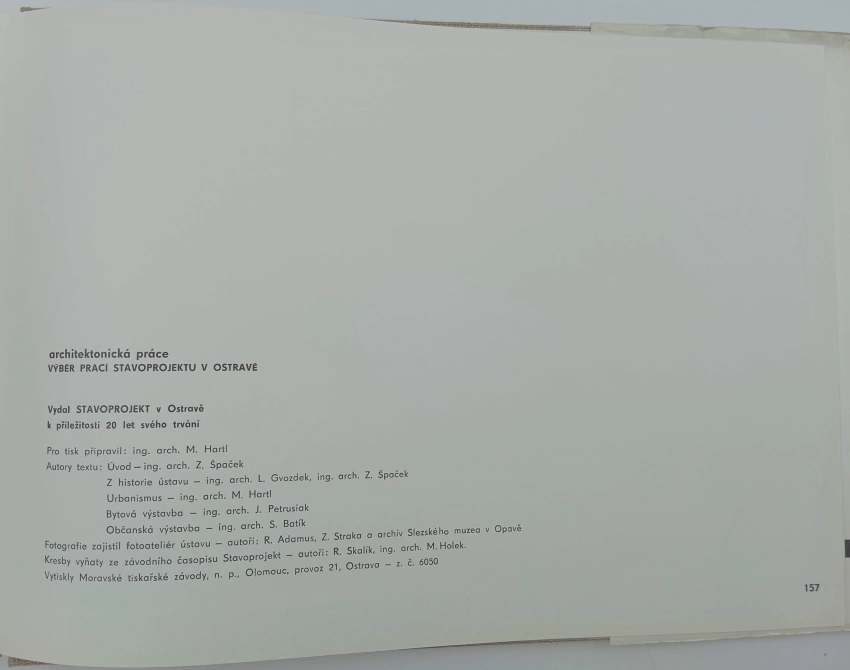 architektonická práce
VÝBĚR PRACÍ STAVOPROJEKTU V OSTRAVĚ
Vydal STAVOPROJEKT v Ostravě
k příležitosti 20 let svého trvání
Pro tisk připravil: ing. arch. M. Hartl
Autory textu: Úvod – ing. arch. Z. Špaček
Z historie ústavu – ing. arch. L. Gvozdek, ing. arch. Z. Špaček
Urbanismus – ing. arch. M. Hartl
Bytová výstavba – ing. arch. J. Petrusiak
Občanská výstavba – ing. arch. S. Batík
Fotografie zajistil fotoateliér ústavu – autoři: R. Adamus, Z. Straka a archiv Slezského muzea v Opavě
Kresby vyňaty ze závodního časopisu Stavoprojekt – autoři: R. Skalík, ing. arch. M. Holek.
Vytiskly Moravské tiskařské závody, n. p., Olomouc, provoz 21, Ostrava – z. č. 6050
157